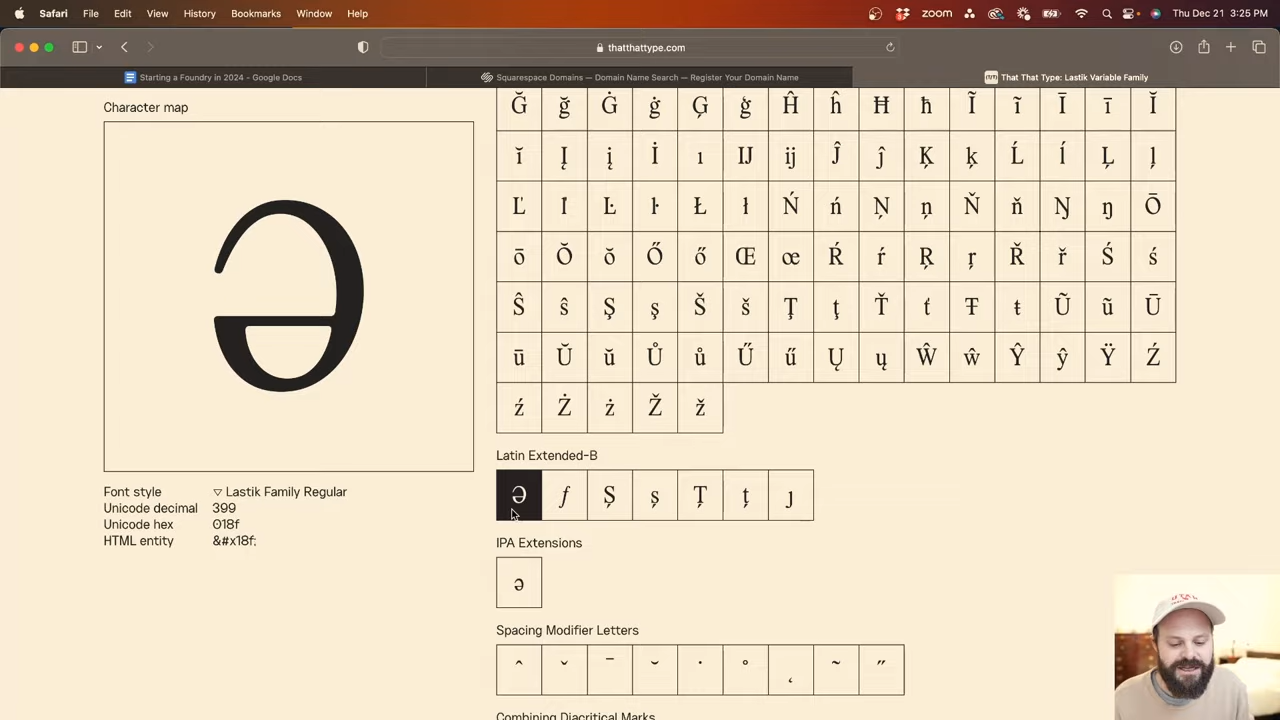 Safari File Edit View History Bookmarks Window Help zoom Thu Dec 21 3:25 PM
thatthattype.com
Starting a Foundry in 2024 - Google Docs Squarespace Domains — Domain Name Search — Register Your Domain Name That That Type: Lastik Variable Family
Character map
Ə
Font style ▽ Lastik Family Regular
Unicode decimal 399
Unicode hex 018f
HTML entity &#x18f;
Ğ ğ Ġ ġ Ģ ģ Ĥ ĥ Ħ ħ Ĩ ĩ Ī ī Ĭ
ĭ Į į İ ı Ĳ ĳ Ĵ ĵ Ķ ķ Ĺ ĺ Ļ ļ
Ľ ľ Ŀ ŀ Ł ł Ń ń Ņ ņ Ň ň Ŋ ŋ Ō
ō Ŏ ŏ Ő ő Œ œ Ŕ ŕ Ŗ ŗ Ř ř Ś ś
Ŝ ŝ Ş ş Š š Ţ ţ Ť ť Ŧ ŧ Ũ ũ Ū
ū Ŭ ŭ Ů ů Ű ű Ų ų Ŵ ŵ Ŷ ŷ Ÿ Ź
ź Ż ż Ž ž
Latin Extended-B
Ə ƒ Ș ș Ț ț ȷ
IPA Extensions
ə
Spacing Modifier Letters
ˆ ˇ ˉ ˘ ˙ ˚ ˛ ˜ ˝
Combining Diacritical Marks